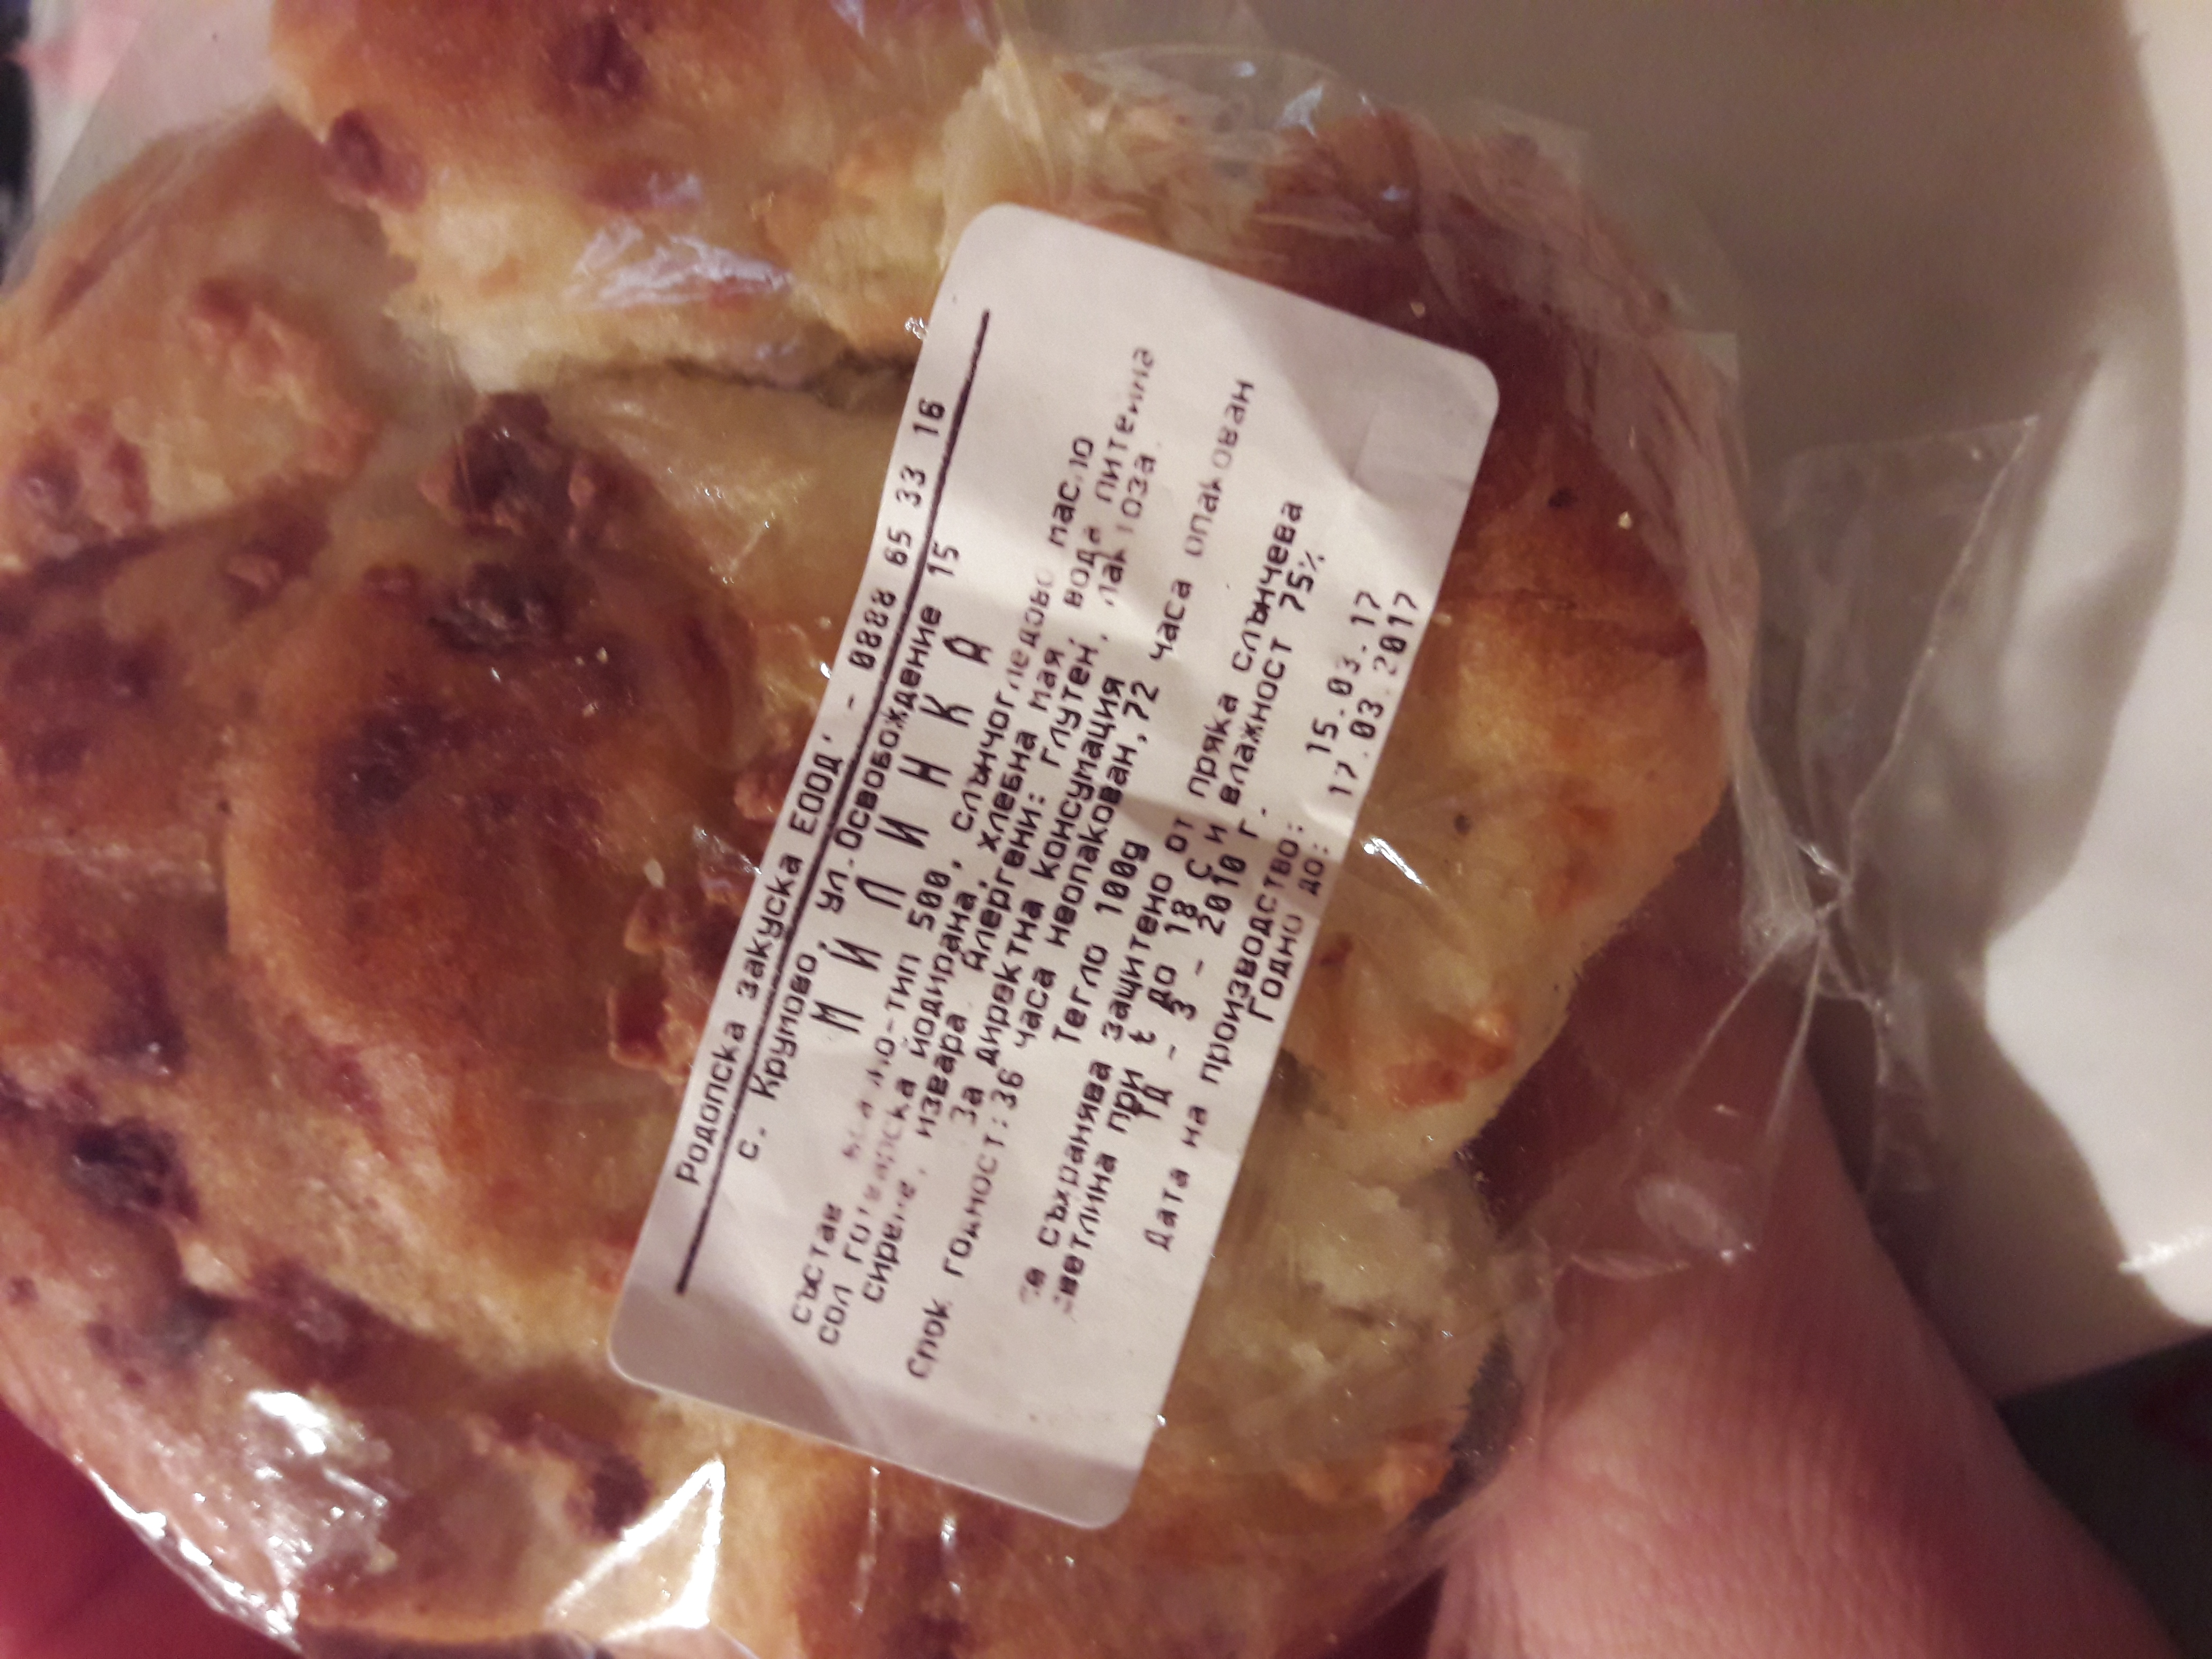 Родопска закуска ЕООД, - 0888 65 33 16
с. Крумово, ул.Освобождение 15
М И Л И Н К А
състав но-тип 500, слънчогледово масло
сол готварска йодирана, хлебна мая вода питейна
сирене, извара Алергени: глутен, лактоза.
За директна консумация
Срок годност:36 часа неопакован,72 часа опакован
Тегло 100g
се съхранява защитено от пряка слънчева
светлина при t до 18 С и влажност 75%
ТД - 3 - 2010 г.
Дата на производство: 15.03.17
Годно до: 17.03.2017